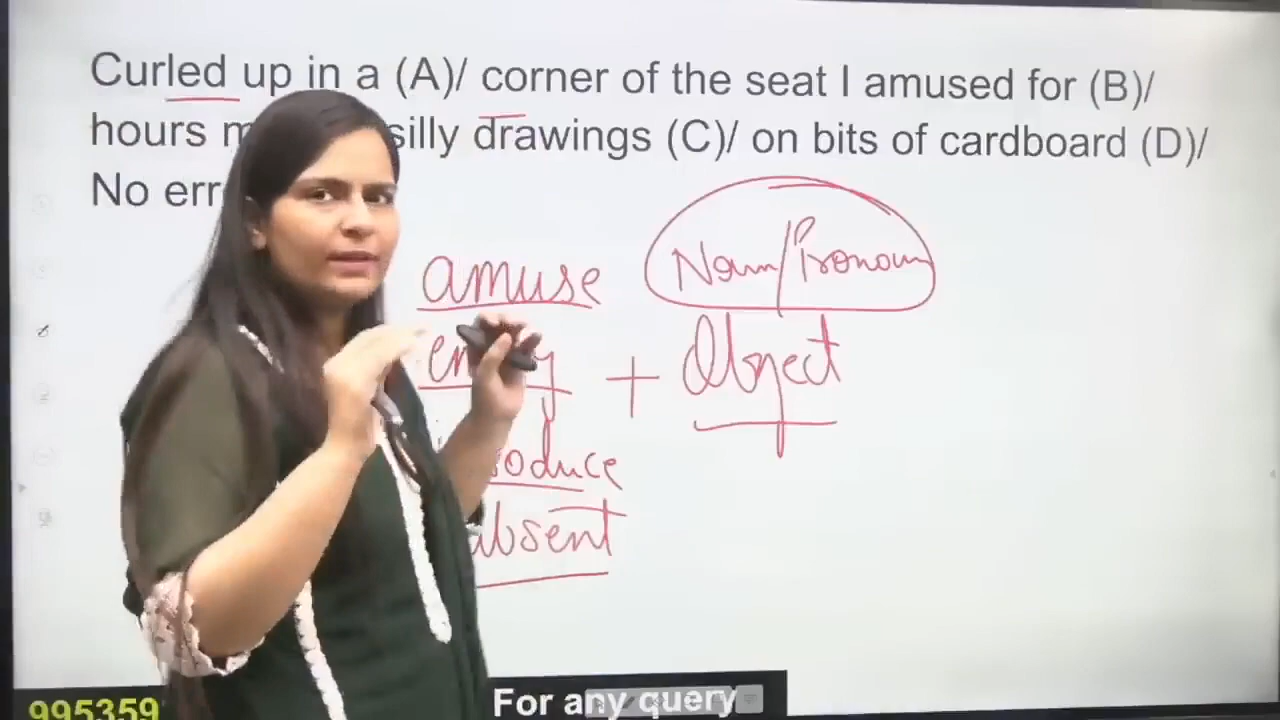 Curled up in a (A)/ corner of the seat I amused for (B)/
hours silly drawings (C)/ on bits of cardboard (D)/
No
amuse
Noun/Pronoun
+ Object
absent
995359
For any query